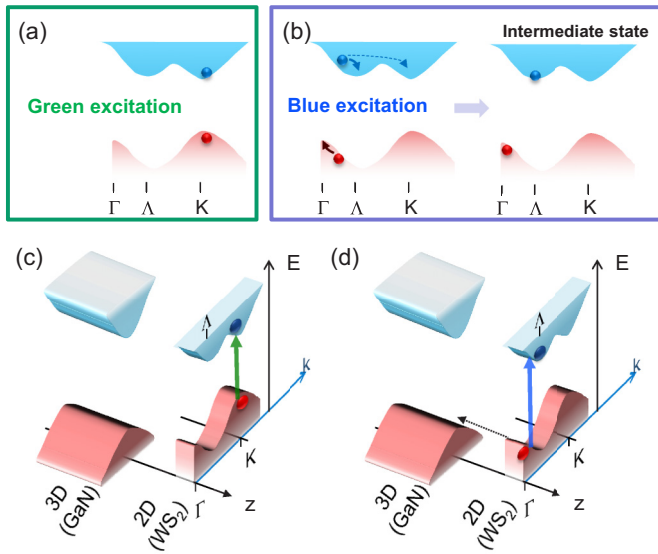 (a)
Green excitation
Γ Λ K
(b)
Intermediate state
Blue excitation
Γ Λ K
Γ Λ K
(c)
E
Λ
k
K
Γ
z
3D
(GaN)
2D
(WS₂)
(d)
E
Λ
k
K
Γ
z
3D
(GaN)
2D
(WS₂)